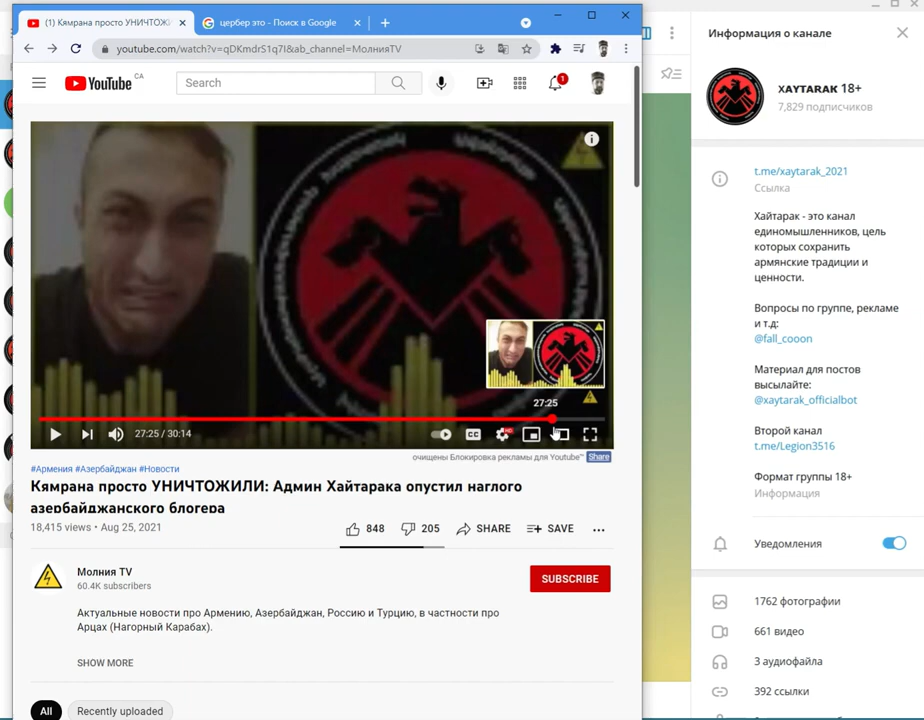 (1) Кямрана просто УНИЧТОЖ
цербер это - Поиск в Google
youtube.com/watch?v=qDKmdrS1q7I&ab_channel=МолнияTV
YouTube CA
Search
1
27:25
27:25 / 30:14
CC
HD
очищены Блокировка рекламы для Youtube™ Share
#Армения #Азербайджан #Новости
Кямрана просто УНИЧТОЖИЛИ: Админ Хайтарака опустил наглого
азербайджанского блогера
18,415 views • Aug 25, 2021
848
205
SHARE
SAVE
Молния TV
60.4K subscribers
SUBSCRIBE
Актуальные новости про Армению, Азербайджан, Россию и Турцию, в частности про
Арцах (Нагорный Карабах).
SHOW MORE
All
Recently uploaded
Информация о канале
XAYTARAK 18+
7,829 подписчиков
t.me/xaytarak_2021
Ссылка
Хайтарак - это канал
единомышленников, цель
которых сохранить
армянские традиции и
ценности.
Вопросы по группе, рекламе
и т.д:
@fall_cooon
Материал для постов
высылайте:
@xaytarak_officialbot
Второй канал
t.me/Legion3516
Формат группы 18+
Информация
Уведомления
1762 фотографии
661 видео
3 аудиофайла
392 ссылки